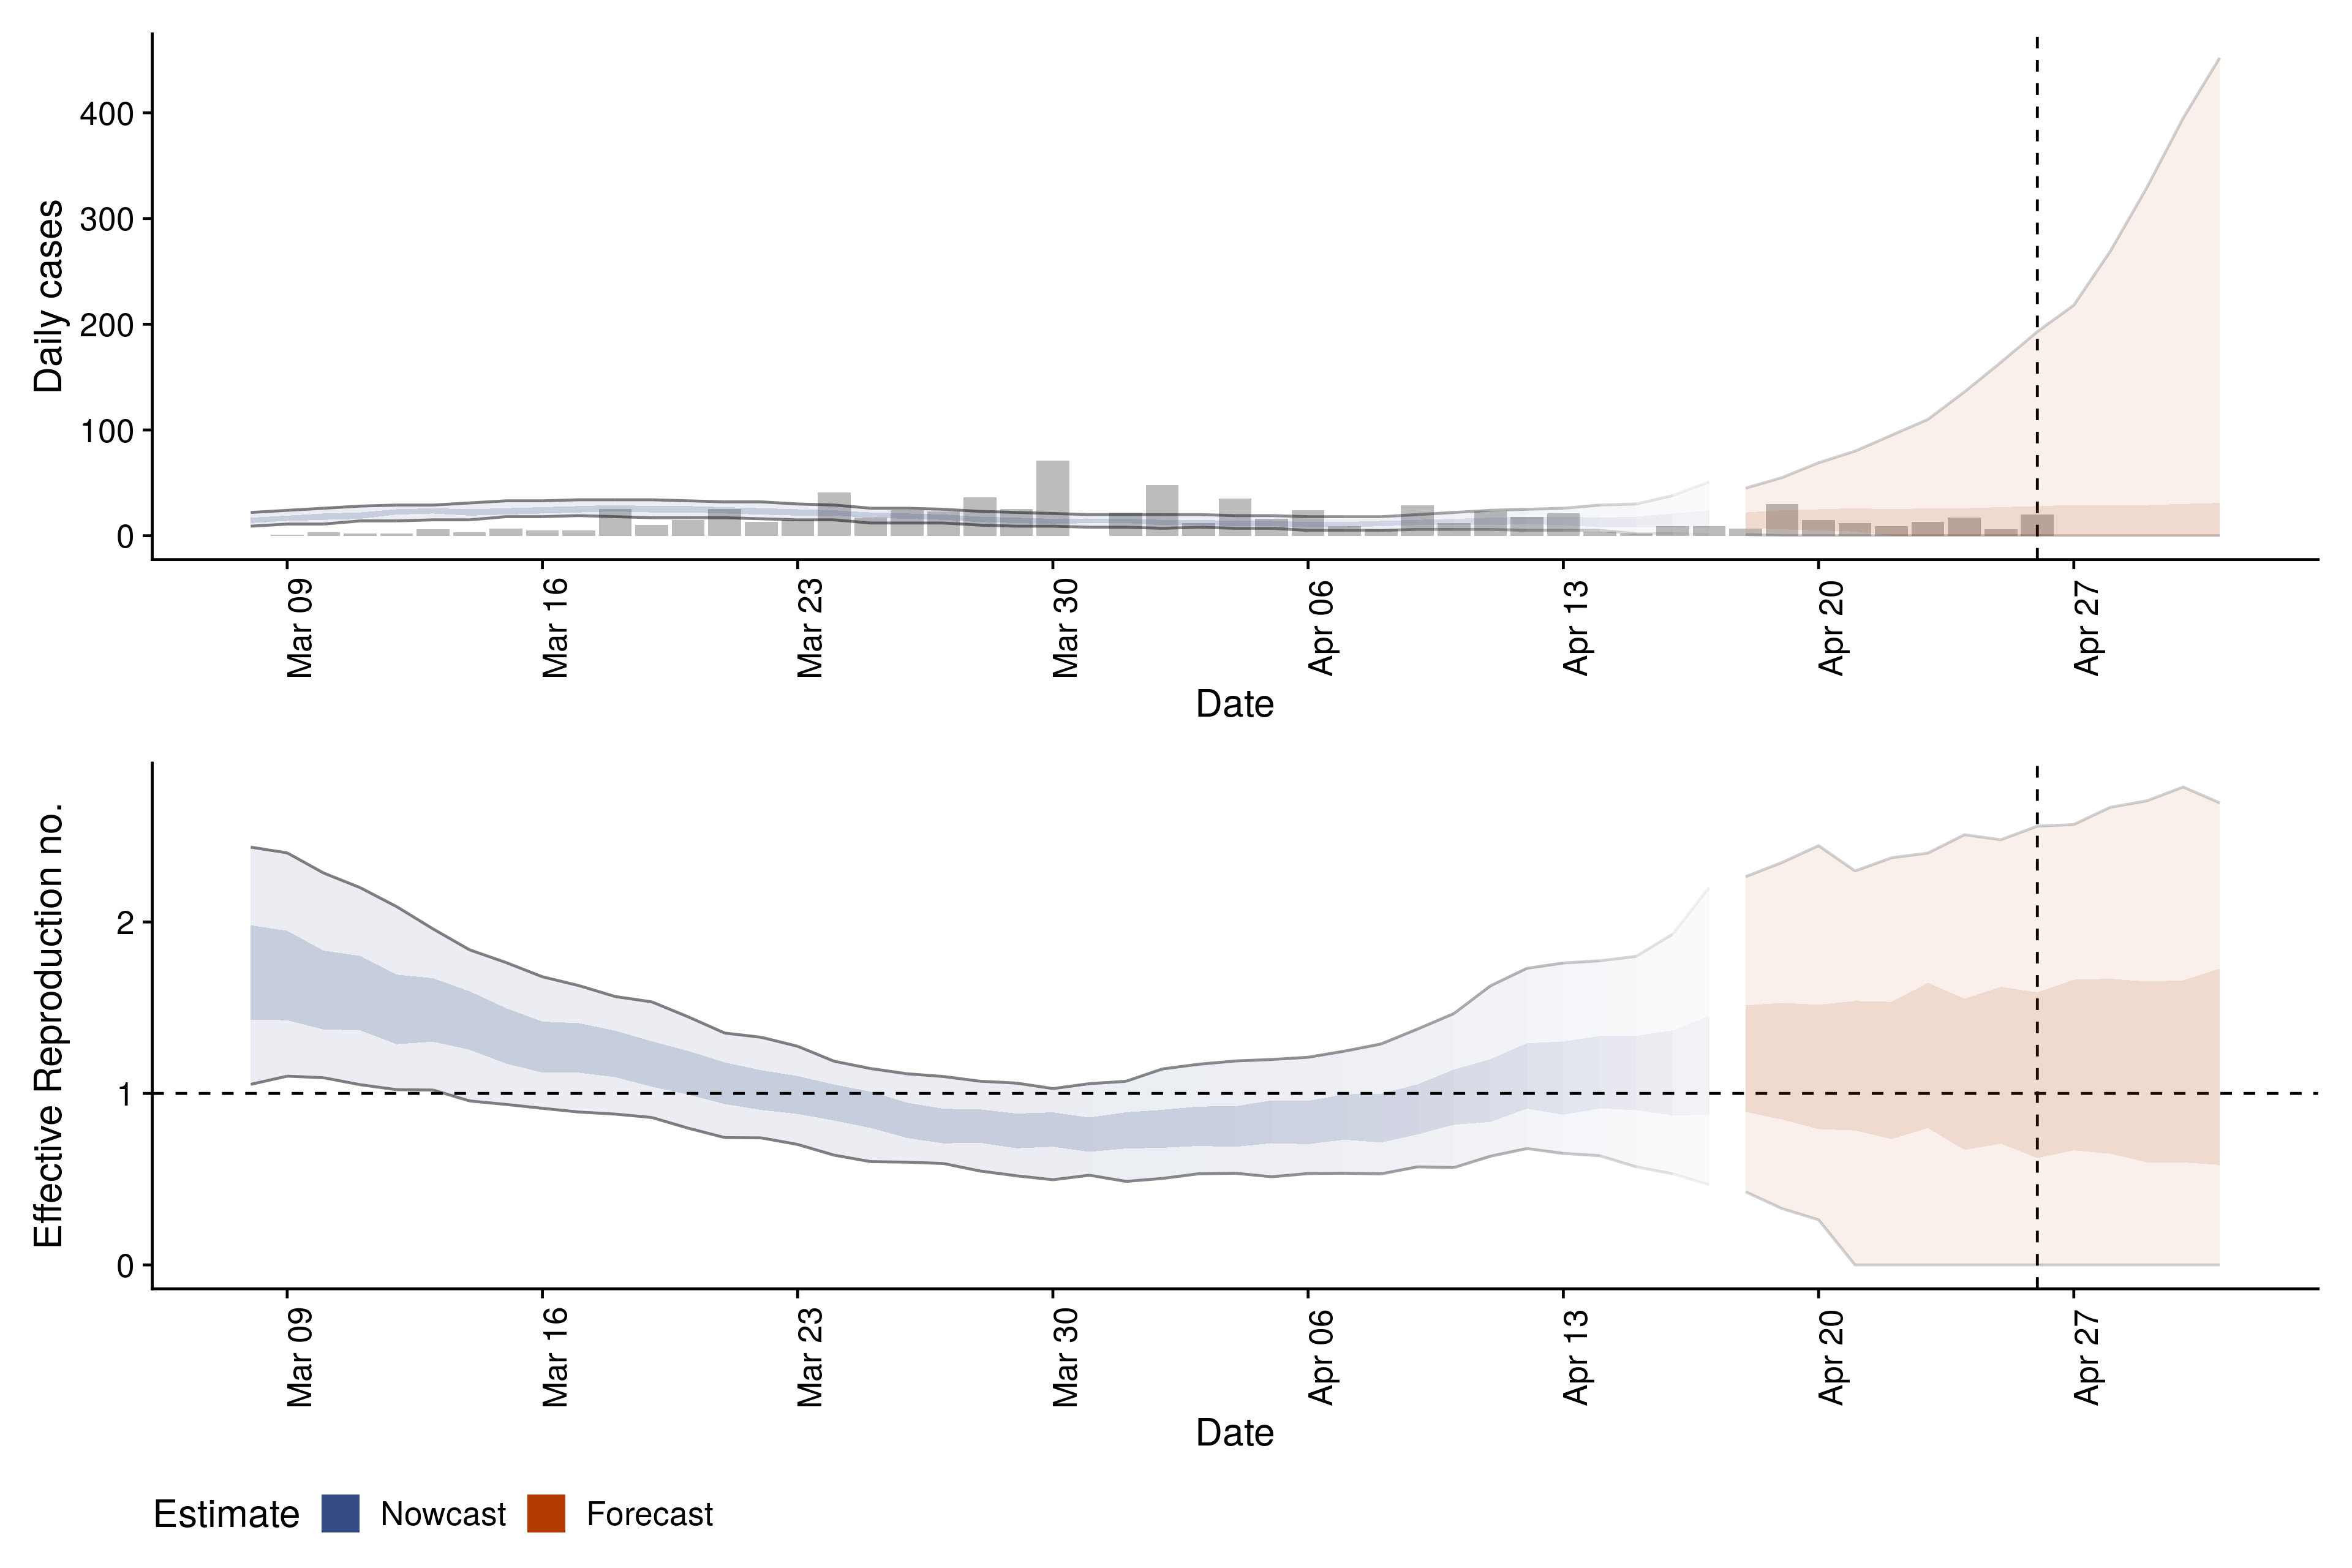 Daily cases
400
300
200
100
0
Mar 09
Mar 16
Mar 23
Mar 30
Apr 06
Apr 13
Apr 20
Apr 27
Date
Effective Reproduction no.
2
1
0
Mar 09
Mar 16
Mar 23
Mar 30
Apr 06
Apr 13
Apr 20
Apr 27
Date
Estimate Nowcast Forecast